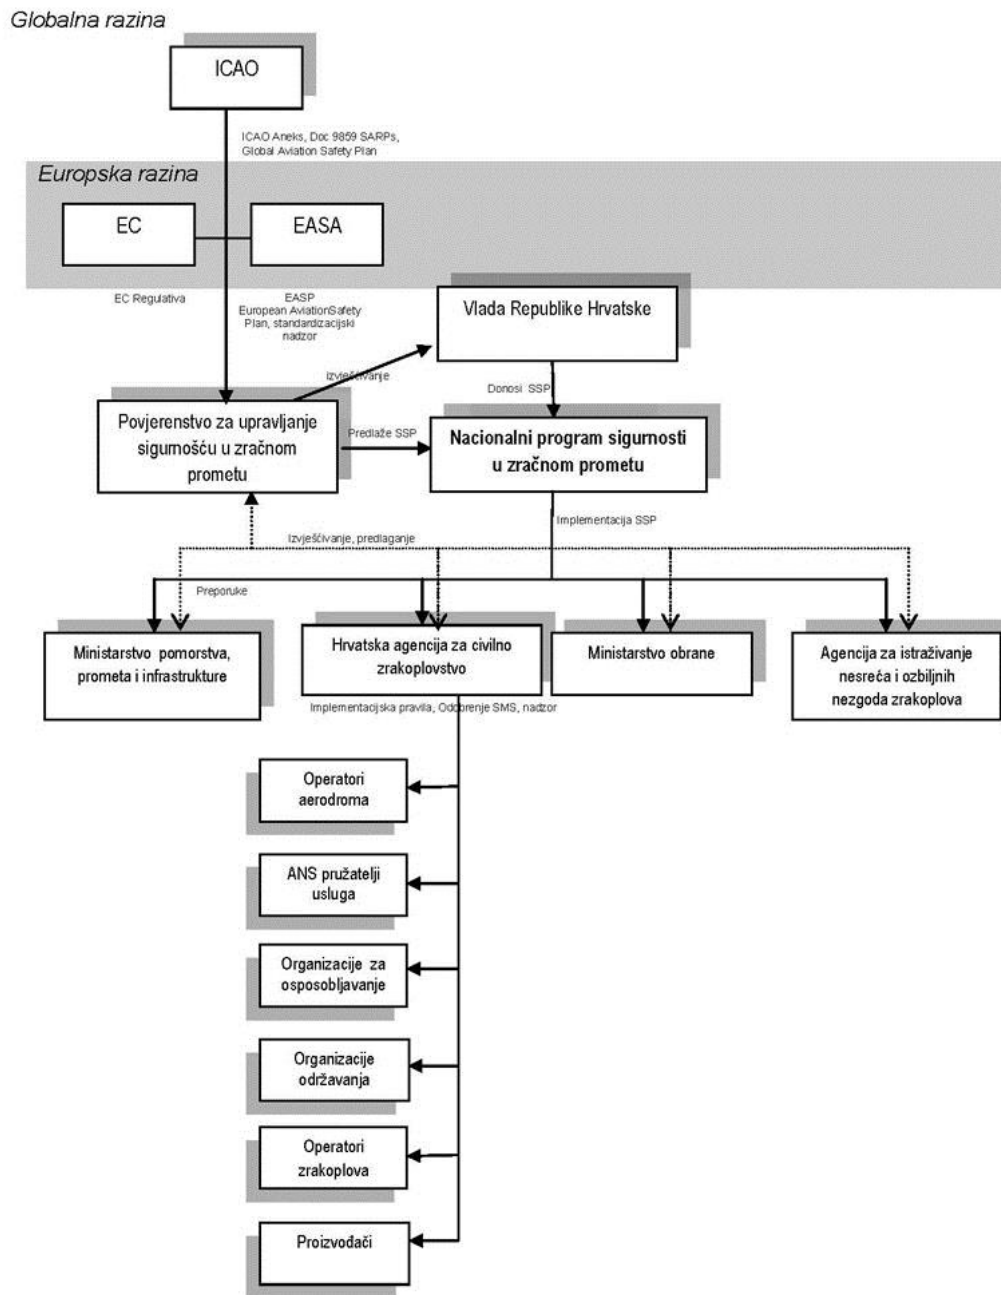 Globalna razina
ICAO
ICAO Aneks, Doc 9859 SARPs,
Global Aviation Safety Plan
Europska razina
EC
EASA
EC Regulativa
EASP
European AviationSafety
Plan, standardizacijski
nadzor
Vlada Republike Hrvatske
izvješćivanje
Donosi SSP
Povjerenstvo za upravljanje
sigurnošću u zračnom
prometu
Predlaže SSP
Nacionalni program sigurnosti
u zračnom prometu
Implementacija SSP
Izvješćivanje, predlaganje
Preporuke
Ministarstvo pomorstva,
prometa i infrastrukture
Hrvatska agencija za civilno
zrakoplovstvo
Ministarstvo obrane
Agencija za istraživanje
nesreća i ozbiljnih
nezgoda zrakoplova
Implementacijska pravila, Odobrenje SMS, nadzor
Operatori
aerodroma
ANS pružatelji
usluga
Organizacije za
osposobljavanje
Organizacije
održavanja
Operatori
zrakoplova
Proizvođači